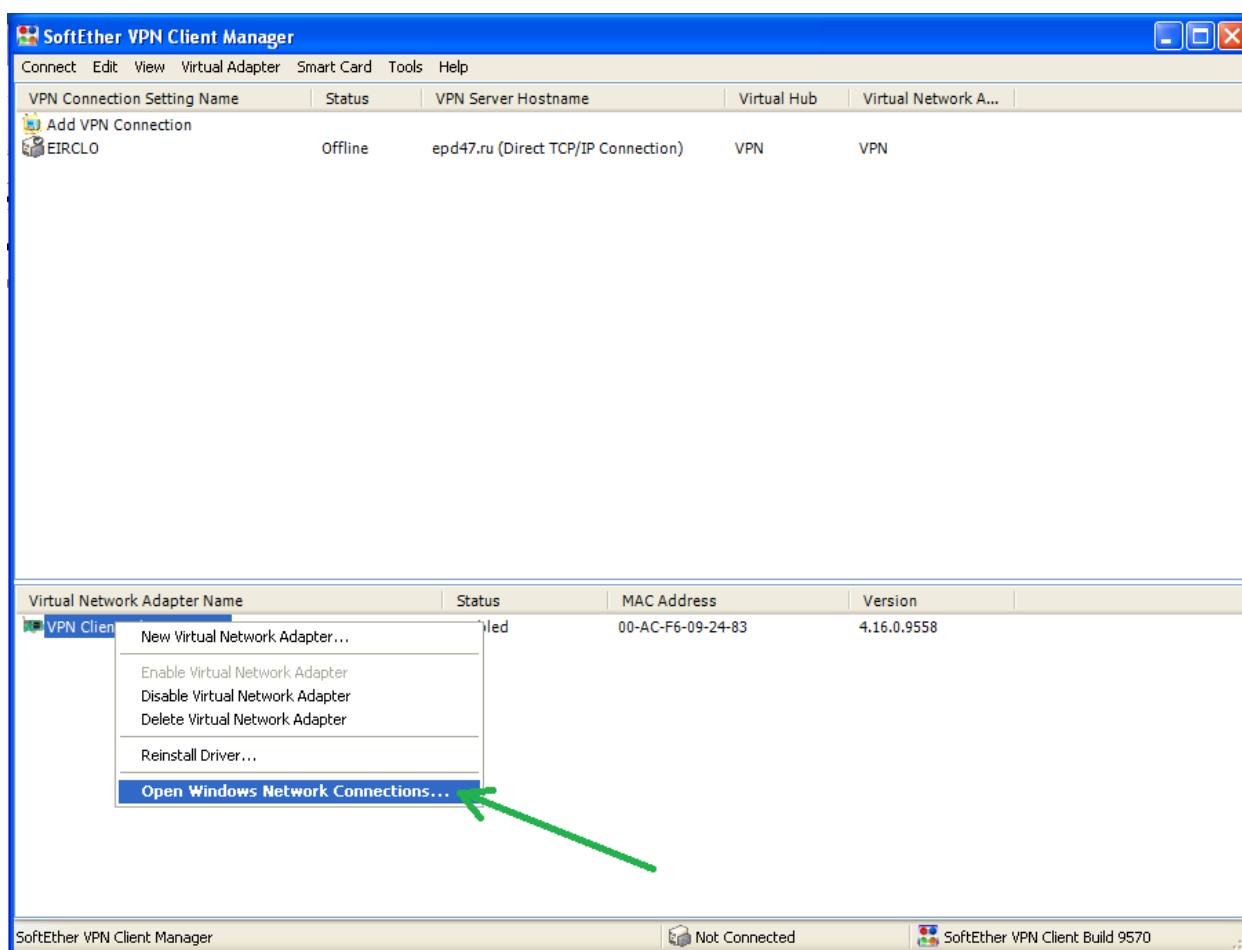 SoftEther VPN Client Manager
Connect Edit View Virtual Adapter Smart Card Tools Help
VPN Connection Setting Name Status VPN Server Hostname Virtual Hub Virtual Network A...
Add VPN Connection
EIRCLO Offline epd47.ru (Direct TCP/IP Connection) VPN VPN
Virtual Network Adapter Name Status MAC Address Version
VPN Clien bled 00-AC-F6-09-24-83 4.16.0.9558
New Virtual Network Adapter...
Enable Virtual Network Adapter
Disable Virtual Network Adapter
Delete Virtual Network Adapter
Reinstall Driver...
Open Windows Network Connections...
SoftEther VPN Client Manager Not Connected SoftEther VPN Client Build 9570